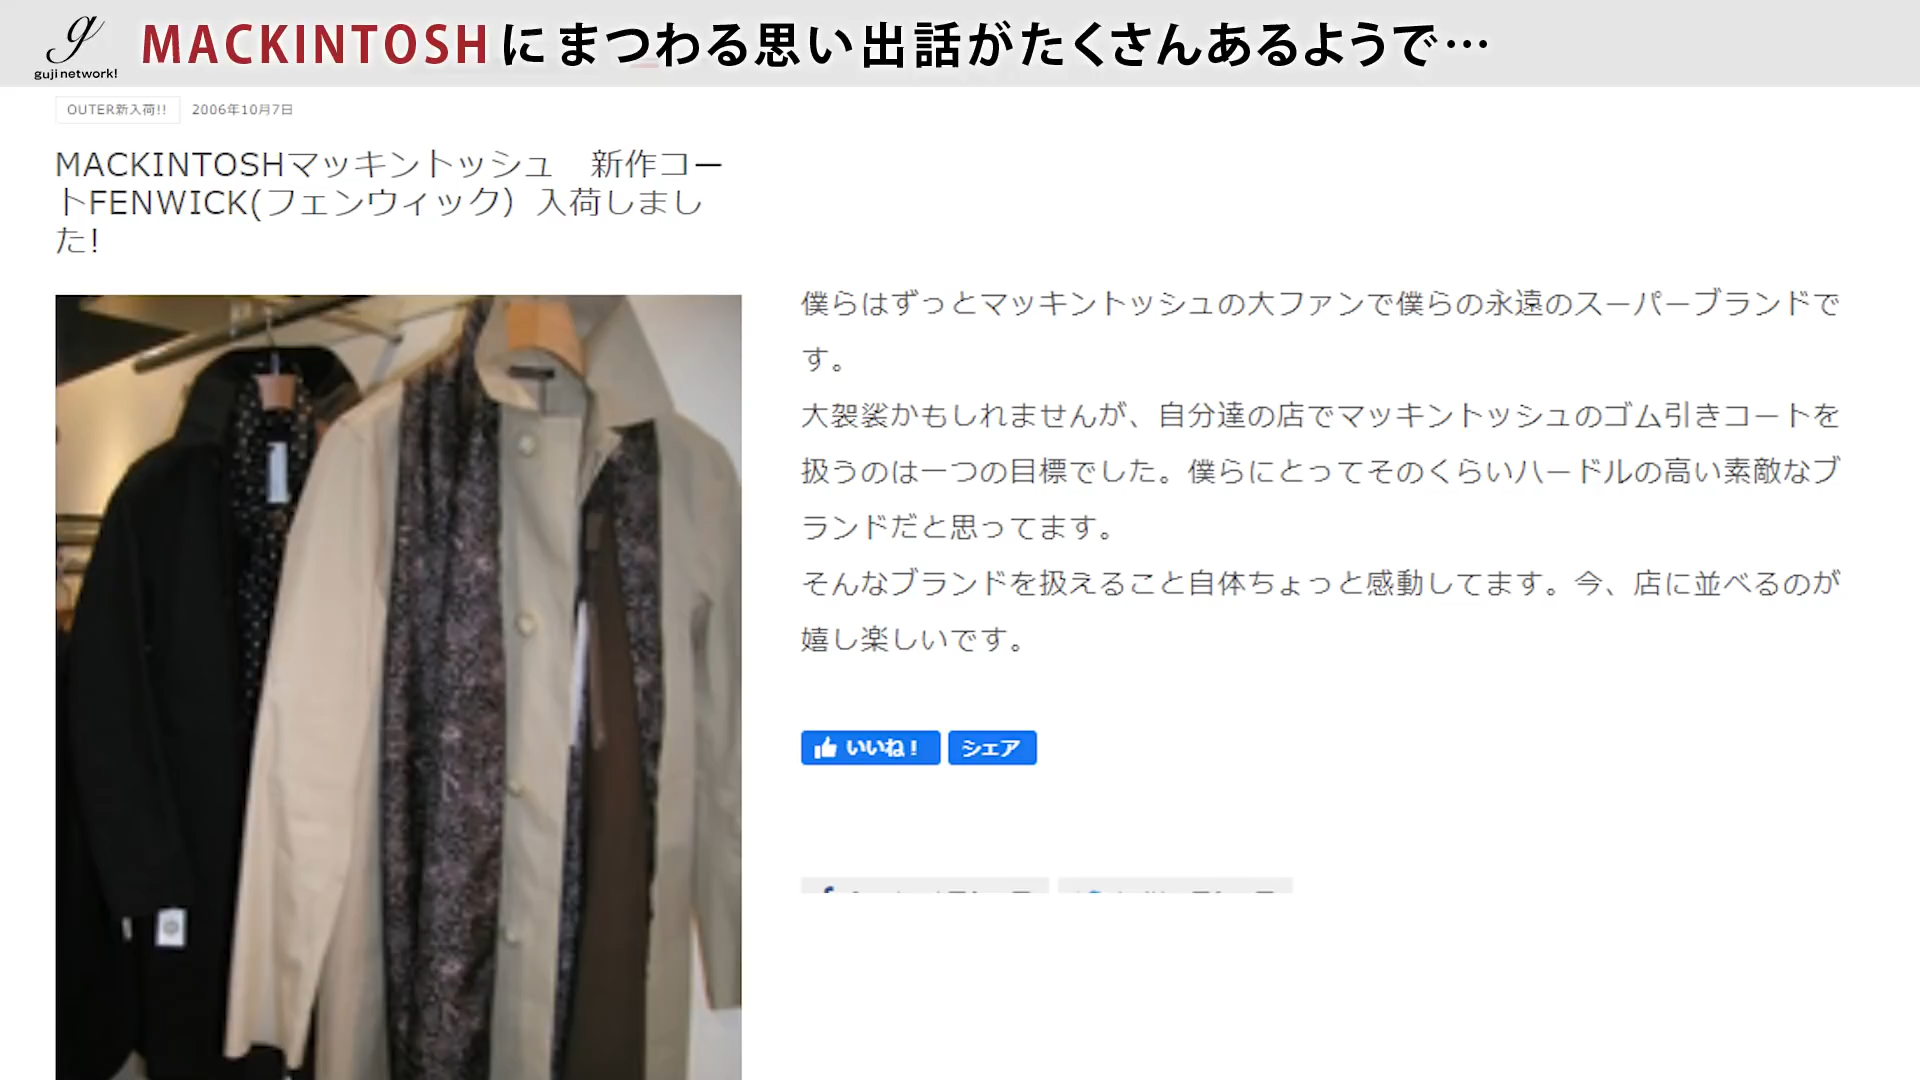 g
guji network!
MACKINTOSHにまつわる思い出話がたくさんあるようで…
OUTER新入荷!! 2006年10月7日
MACKINTOSHマッキントッシュ　新作コー
トFENWICK(フェンウィック）入荷しまし
た!
僕らはずっとマッキントッシュの大ファンで僕らの永遠のスーパーブランドで
す。
大袈裟かもしれませんが、自分達の店でマッキントッシュのゴム引きコートを
扱うのは一つの目標でした。僕らにとってそのくらいハードルの高い素敵なブ
ランドだと思ってます。
そんなブランドを扱えること自体ちょっと感動してます。今、店に並べるのが
嬉し楽しいです。
いいね！ シェア